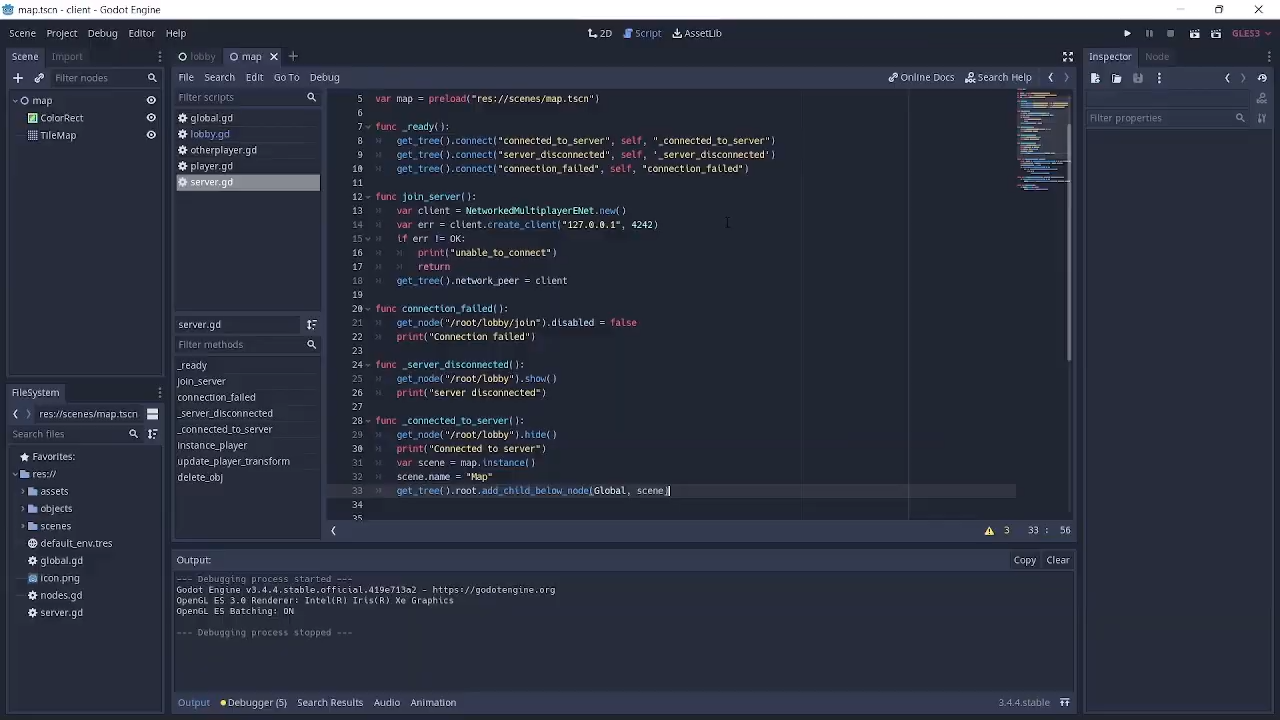 map.tscn - client - Godot Engine
Scene Project Debug Editor Help
2D Script AssetLib
GLES3
Scene Import
Filter nodes
map
ColorRect
TileMap
FileSystem
res://scenes/map.tscn
Search files
Favorites:
res://
assets
objects
scenes
default_env.tres
global.gd
icon.png
nodes.gd
server.gd
lobby map
File Search Edit Go To Debug
Online Docs Search Help
Filter scripts
global.gd
lobby.gd
otherplayer.gd
player.gd
server.gd
server.gd
Filter methods
_ready
join_server
connection_failed
_server_disconnected
_connected_to_server
instance_player
update_player_transform
delete_obj
5 var map = preload("res://scenes/map.tscn")
6
7 func _ready():
8 get_tree().connect("connected_to_server", self, "_connected_to_server")
9 get_tree().connect("server_disconnected", self, '_server_disconnected')
10 get_tree().connect("connection_failed", self, "connection_failed")
11
12 func join_server():
13 var client = NetworkedMultiplayerENet.new()
14 var err = client.create_client("127.0.0.1", 4242)
15 if err != OK:
16 print("unable_to_connect")
17 return
18 get_tree().network_peer = client
19
20 func connection_failed():
21 get_node("/root/lobby/join").disabled = false
22 print("Connection failed")
23
24 func _server_disconnected():
25 get_node("/root/lobby").show()
26 print("server disconnected")
27
28 func _connected_to_server():
29 get_node("/root/lobby").hide()
30 print("Connected to server")
31 var scene = map.instance()
32 scene.name = "Map"
33 get_tree().root.add_child_below_node(Global, scene)
34
35
3 33 : 56
Output: Copy Clear
--- Debugging process started ---
Godot Engine v3.4.4.stable.official.419e713a2 - https://godotengine.org
OpenGL ES 3.0 Renderer: Intel(R) Iris(R) Xe Graphics
OpenGL ES Batching: ON
--- Debugging process stopped ---
Output Debugger (5) Search Results Audio Animation
3.4.4.stable
Inspector Node
Filter properties